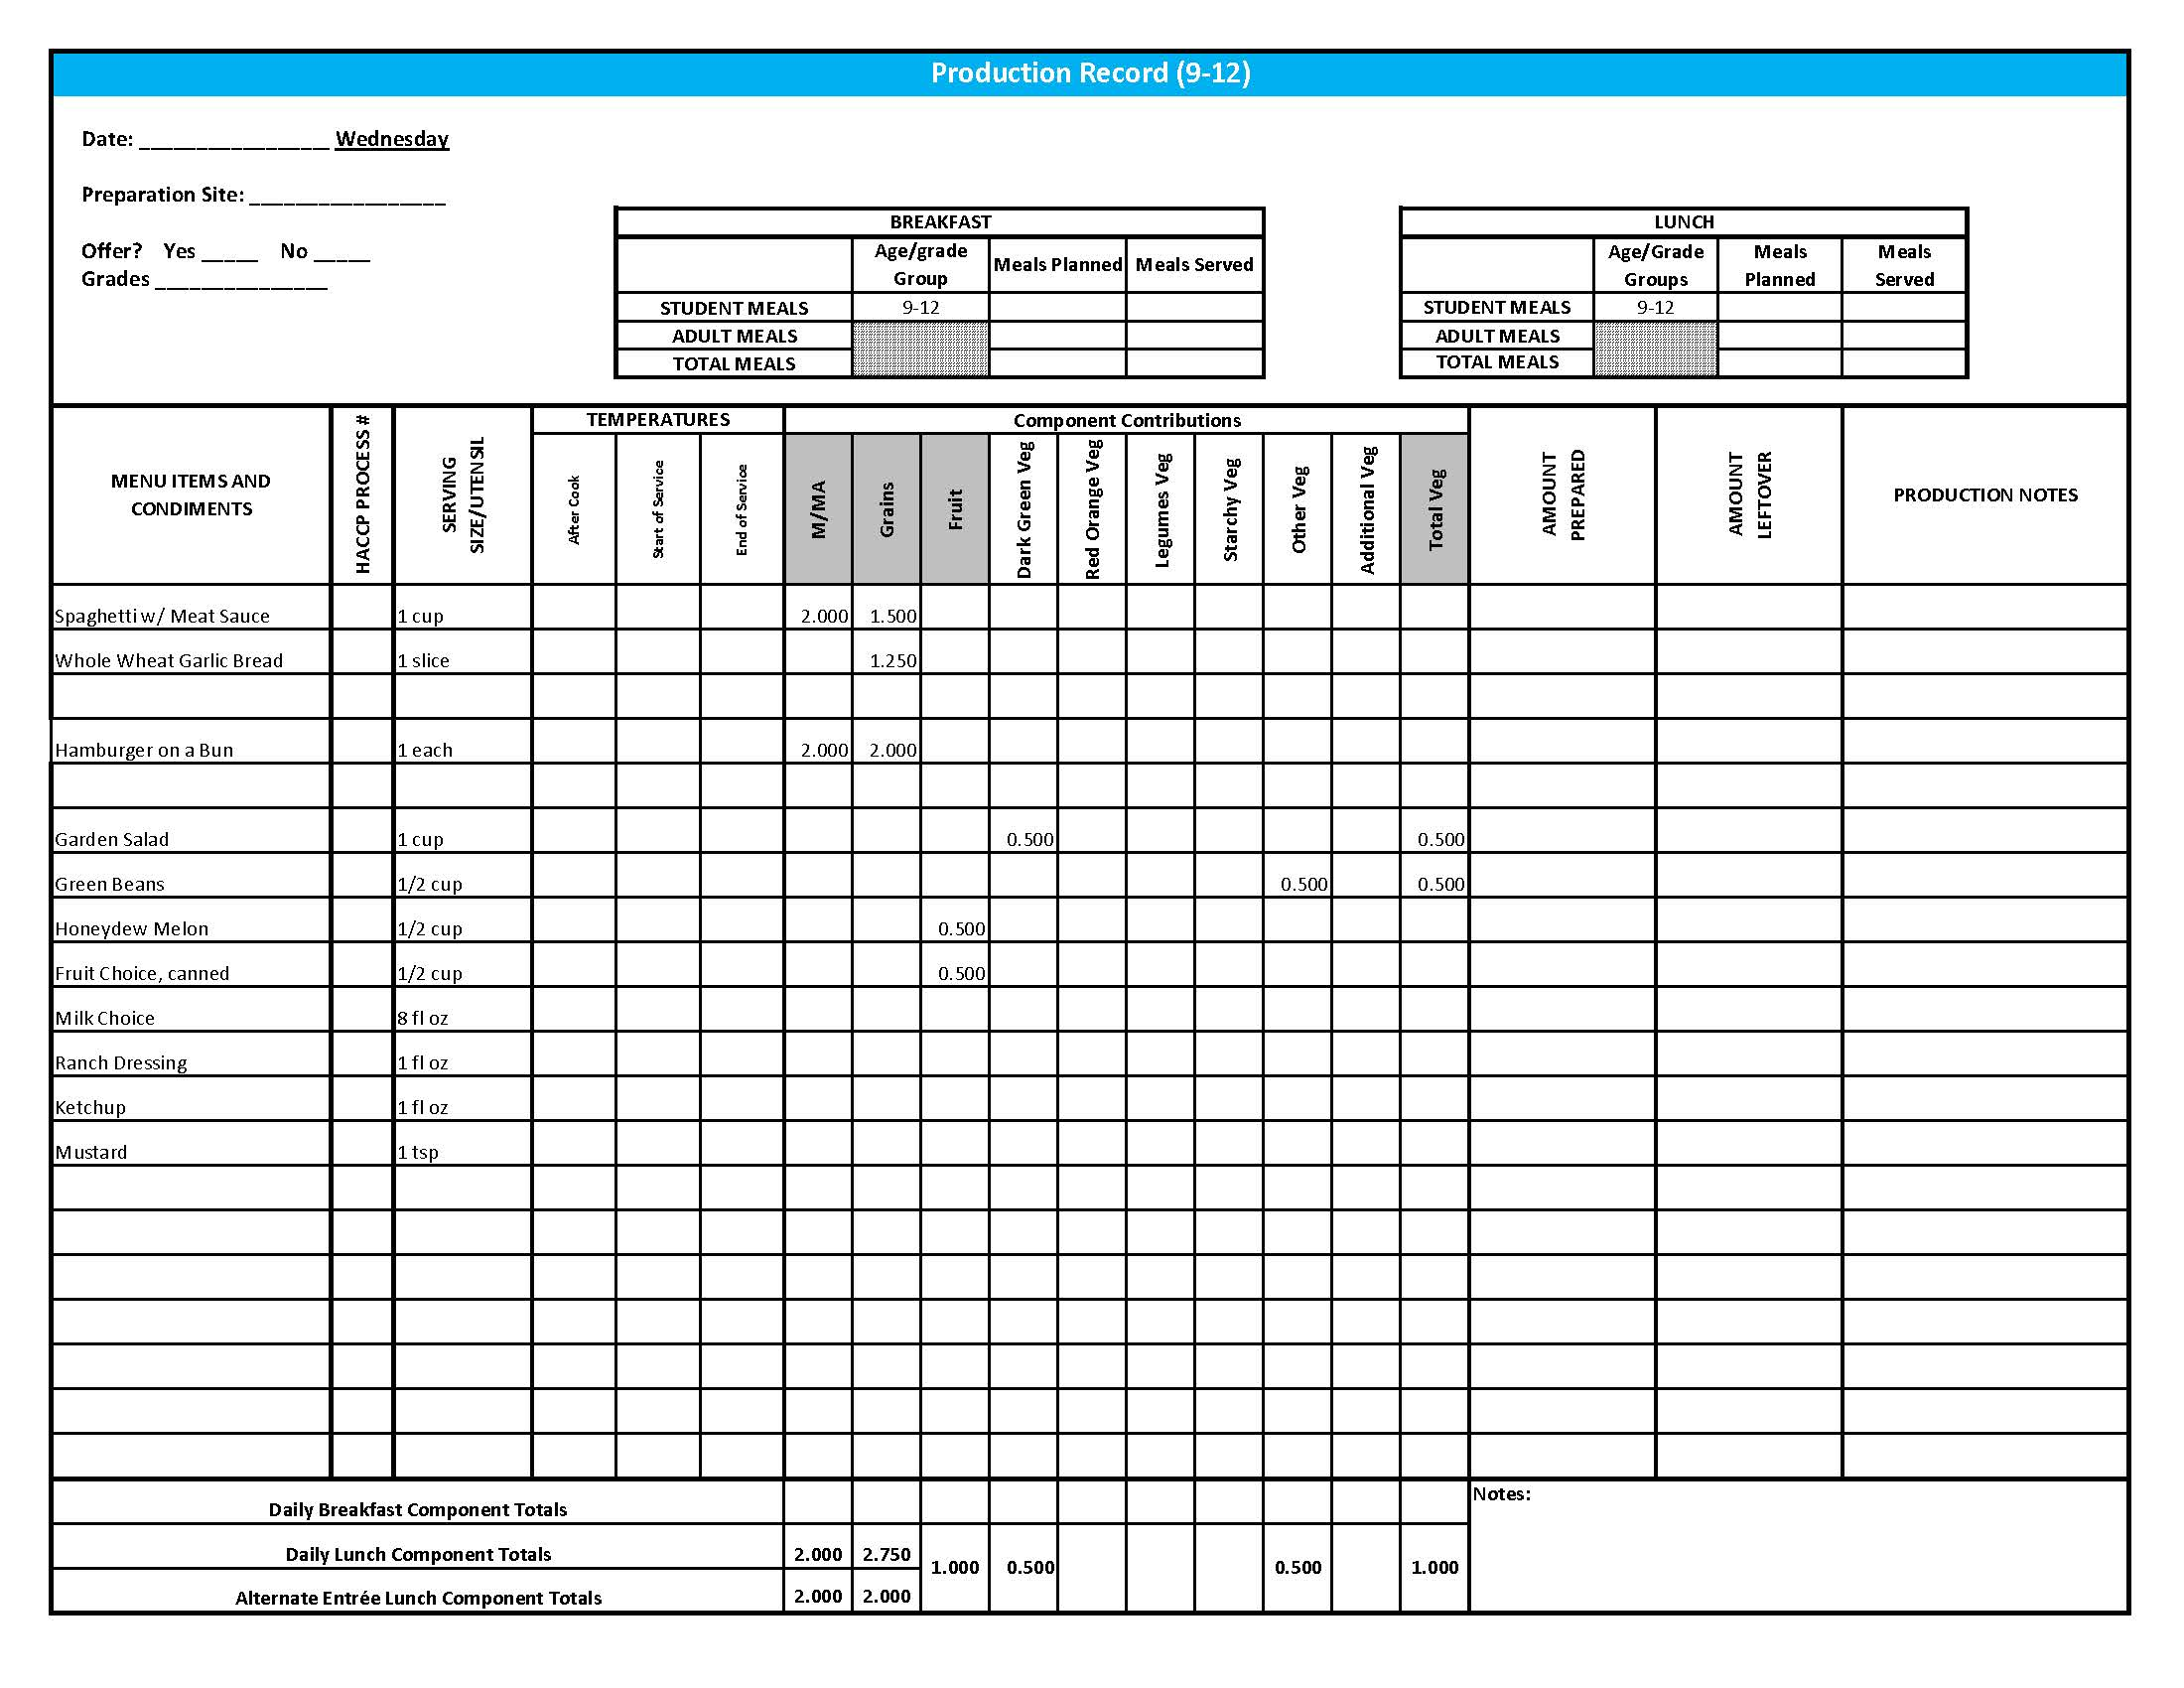 Production Record (9-12)
Date: _________________ Wednesday
Preparation Site: _________________
Offer? Yes _____ No _____
Grades _______________
BREAKFAST
Age/grade Group Meals Planned Meals Served
STUDENT MEALS 9-12
ADULT MEALS
TOTAL MEALS
LUNCH
Age/Grade Groups Meals Planned Meals Served
STUDENT MEALS 9-12
ADULT MEALS
TOTAL MEALS
MENU ITEMS AND CONDIMENTS
HACCP PROCESS #
SERVING SIZE/UTENSIL
TEMPERATURES
After Cook
Start of Service
End of Service
Component Contributions
M/MA
Grains
Fruit
Dark Green Veg
Red Orange Veg
Legumes Veg
Starchy Veg
Other Veg
Additional Veg
Total Veg
AMOUNT PREPARED
AMOUNT LEFTOVER
PRODUCTION NOTES
Spaghetti w/ Meat Sauce 1 cup 2.000 1.500
Whole Wheat Garlic Bread 1 slice 1.250
Hamburger on a Bun 1 each 2.000 2.000
Garden Salad 1 cup 0.500 0.500
Green Beans 1/2 cup 0.500 0.500
Honeydew Melon 1/2 cup 0.500
Fruit Choice, canned 1/2 cup 0.500
Milk Choice 8 fl oz
Ranch Dressing 1 fl oz
Ketchup 1 fl oz
Mustard 1 tsp
Daily Breakfast Component Totals
Daily Lunch Component Totals 2.000 2.750
1.000 0.500 0.500 1.000
Alternate Entrée Lunch Component Totals 2.000 2.000
Notes: